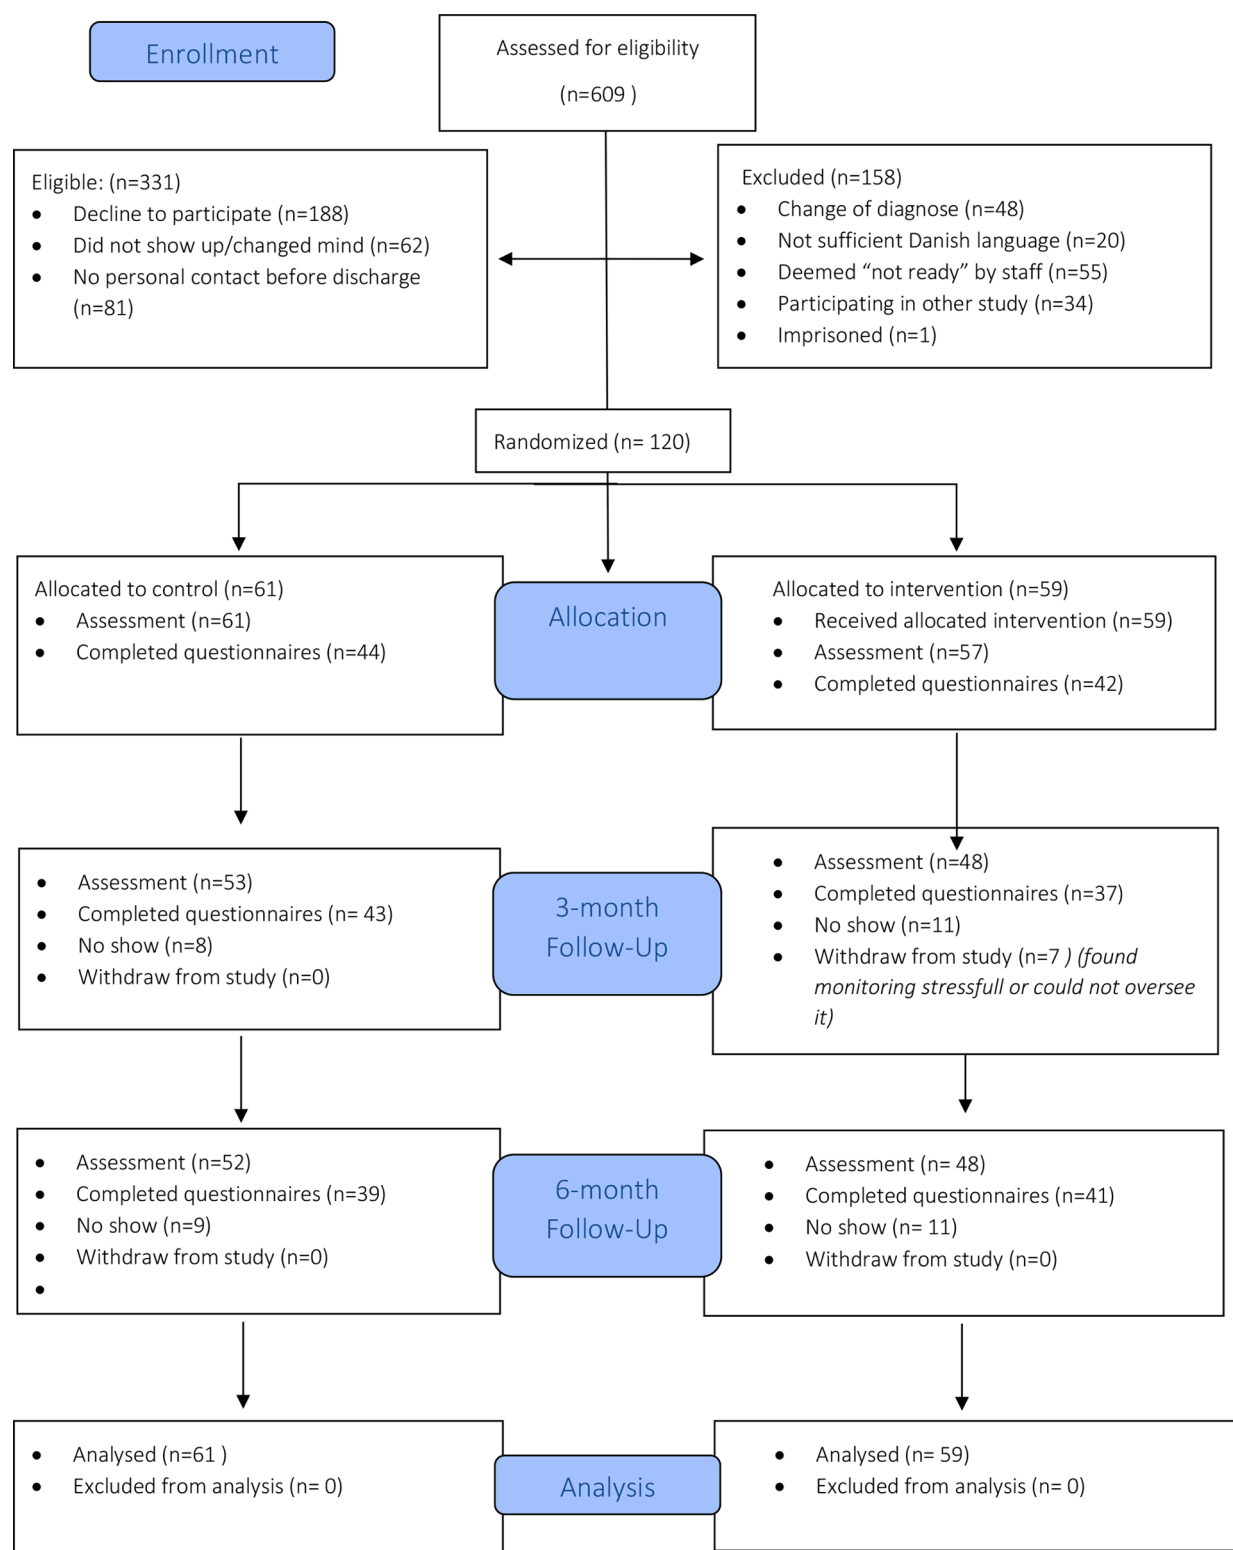 Enrollment
Assessed for eligibility
(n=609 )
Eligible: (n=331)
• Decline to participate (n=188)
• Did not show up/changed mind (n=62)
• No personal contact before discharge
(n=81)
Excluded (n=158)
• Change of diagnose (n=48)
• Not sufficient Danish language (n=20)
• Deemed “not ready” by staff (n=55)
• Participating in other study (n=34)
• Imprisoned (n=1)
Randomized (n= 120)
Allocated to control (n=61)
• Assessment (n=61)
• Completed questionnaires (n=44)
Allocation
Allocated to intervention (n=59)
• Received allocated intervention (n=59)
• Assessment (n=57)
• Completed questionnaires (n=42)
• Assessment (n=53)
• Completed questionnaires (n= 43)
• No show (n=8)
• Withdraw from study (n=0)
3-month
Follow-Up
• Assessment (n=48)
• Completed questionnaires (n=37)
• No show (n=11)
• Withdraw from study (n=7 ) (found
monitoring stressfull or could not oversee
it)
• Assessment (n=52)
• Completed questionnaires (n=39)
• No show (n=9)
• Withdraw from study (n=0)
•
6-month
Follow-Up
• Assessment (n= 48)
• Completed questionnaires (n=41)
• No show (n= 11)
• Withdraw from study (n=0)
• Analysed (n=61 )
• Excluded from analysis (n= 0)
Analysis
• Analysed (n= 59)
• Excluded from analysis (n= 0)